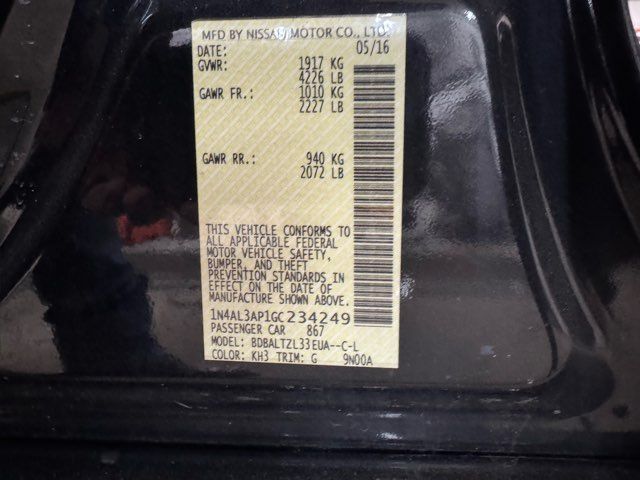 MFD BY NISSAN MOTOR CO., LTD.
DATE: 05/16
GVWR: 1917 KG
4226 LB
GAWR FR.: 1010 KG
2227 LB
GAWR RR.: 940 KG
2072 LB
THIS VEHICLE CONFORMS TO
ALL APPLICABLE FEDERAL
MOTOR VEHICLE SAFETY,
BUMPER, AND THEFT
PREVENTION STANDARDS IN
EFFECT ON THE DATE OF
MANUFACTURE SHOWN ABOVE.
1N4AL3AP1GC234249
PASSENGER CAR 867
MODEL: BDBALTZL33EUA--C-L
COLOR: KH3 TRIM: G 9N00A